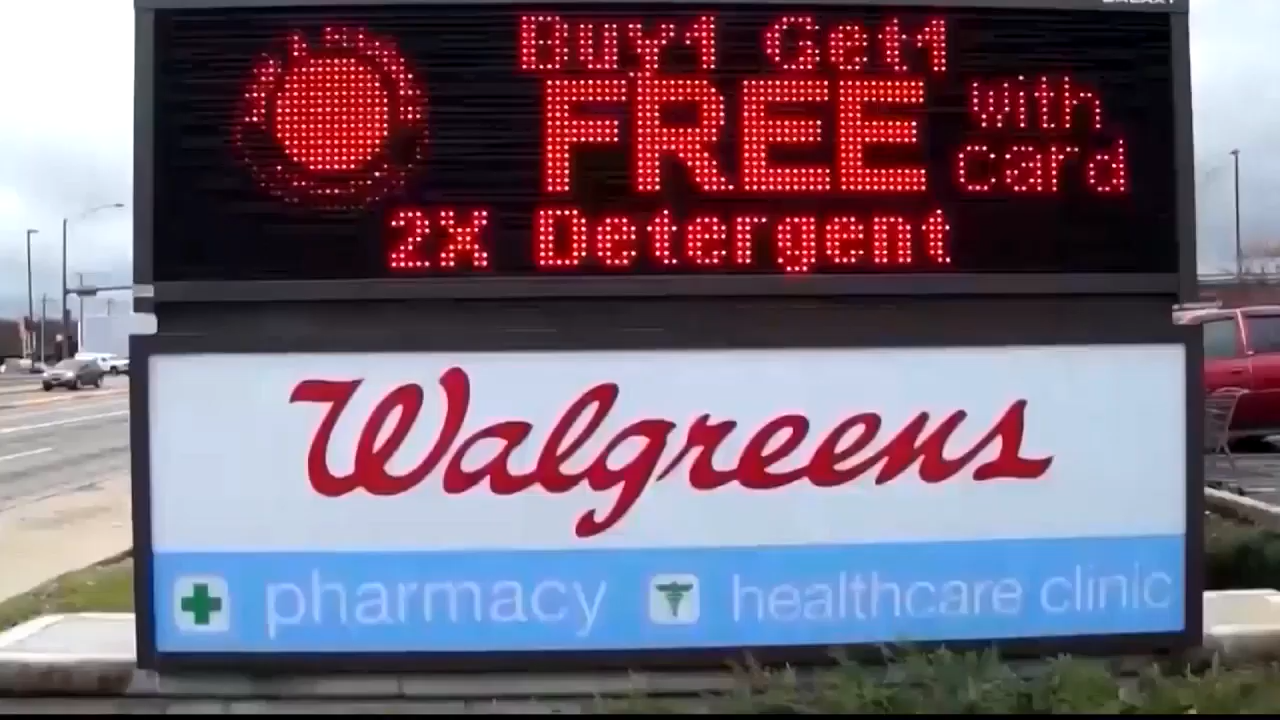 Buy1 Get1
FREE
with
card
2X Detergent
Walgreens
pharmacy
healthcare clinic